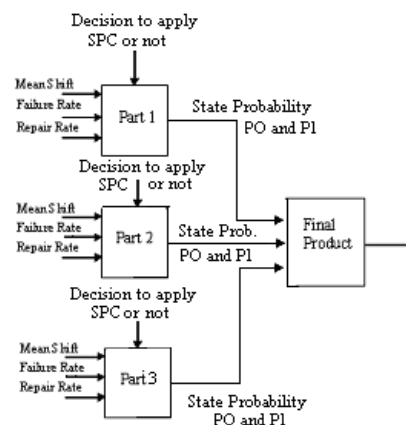 Decision to apply
SPC or not
Mean Shift
Failure Rate
Repair Rate
Part 1
State Probability
PO and P1
Decision to apply
SPC or not
Mean Shift
Failure Rate
Repair Rate
Part 2
State Prob.
PO and P1
Final
Product
Decision to apply
SPC or not
Mean Shift
Failure Rate
Repair Rate
Part 3
State Probability
PO and P1